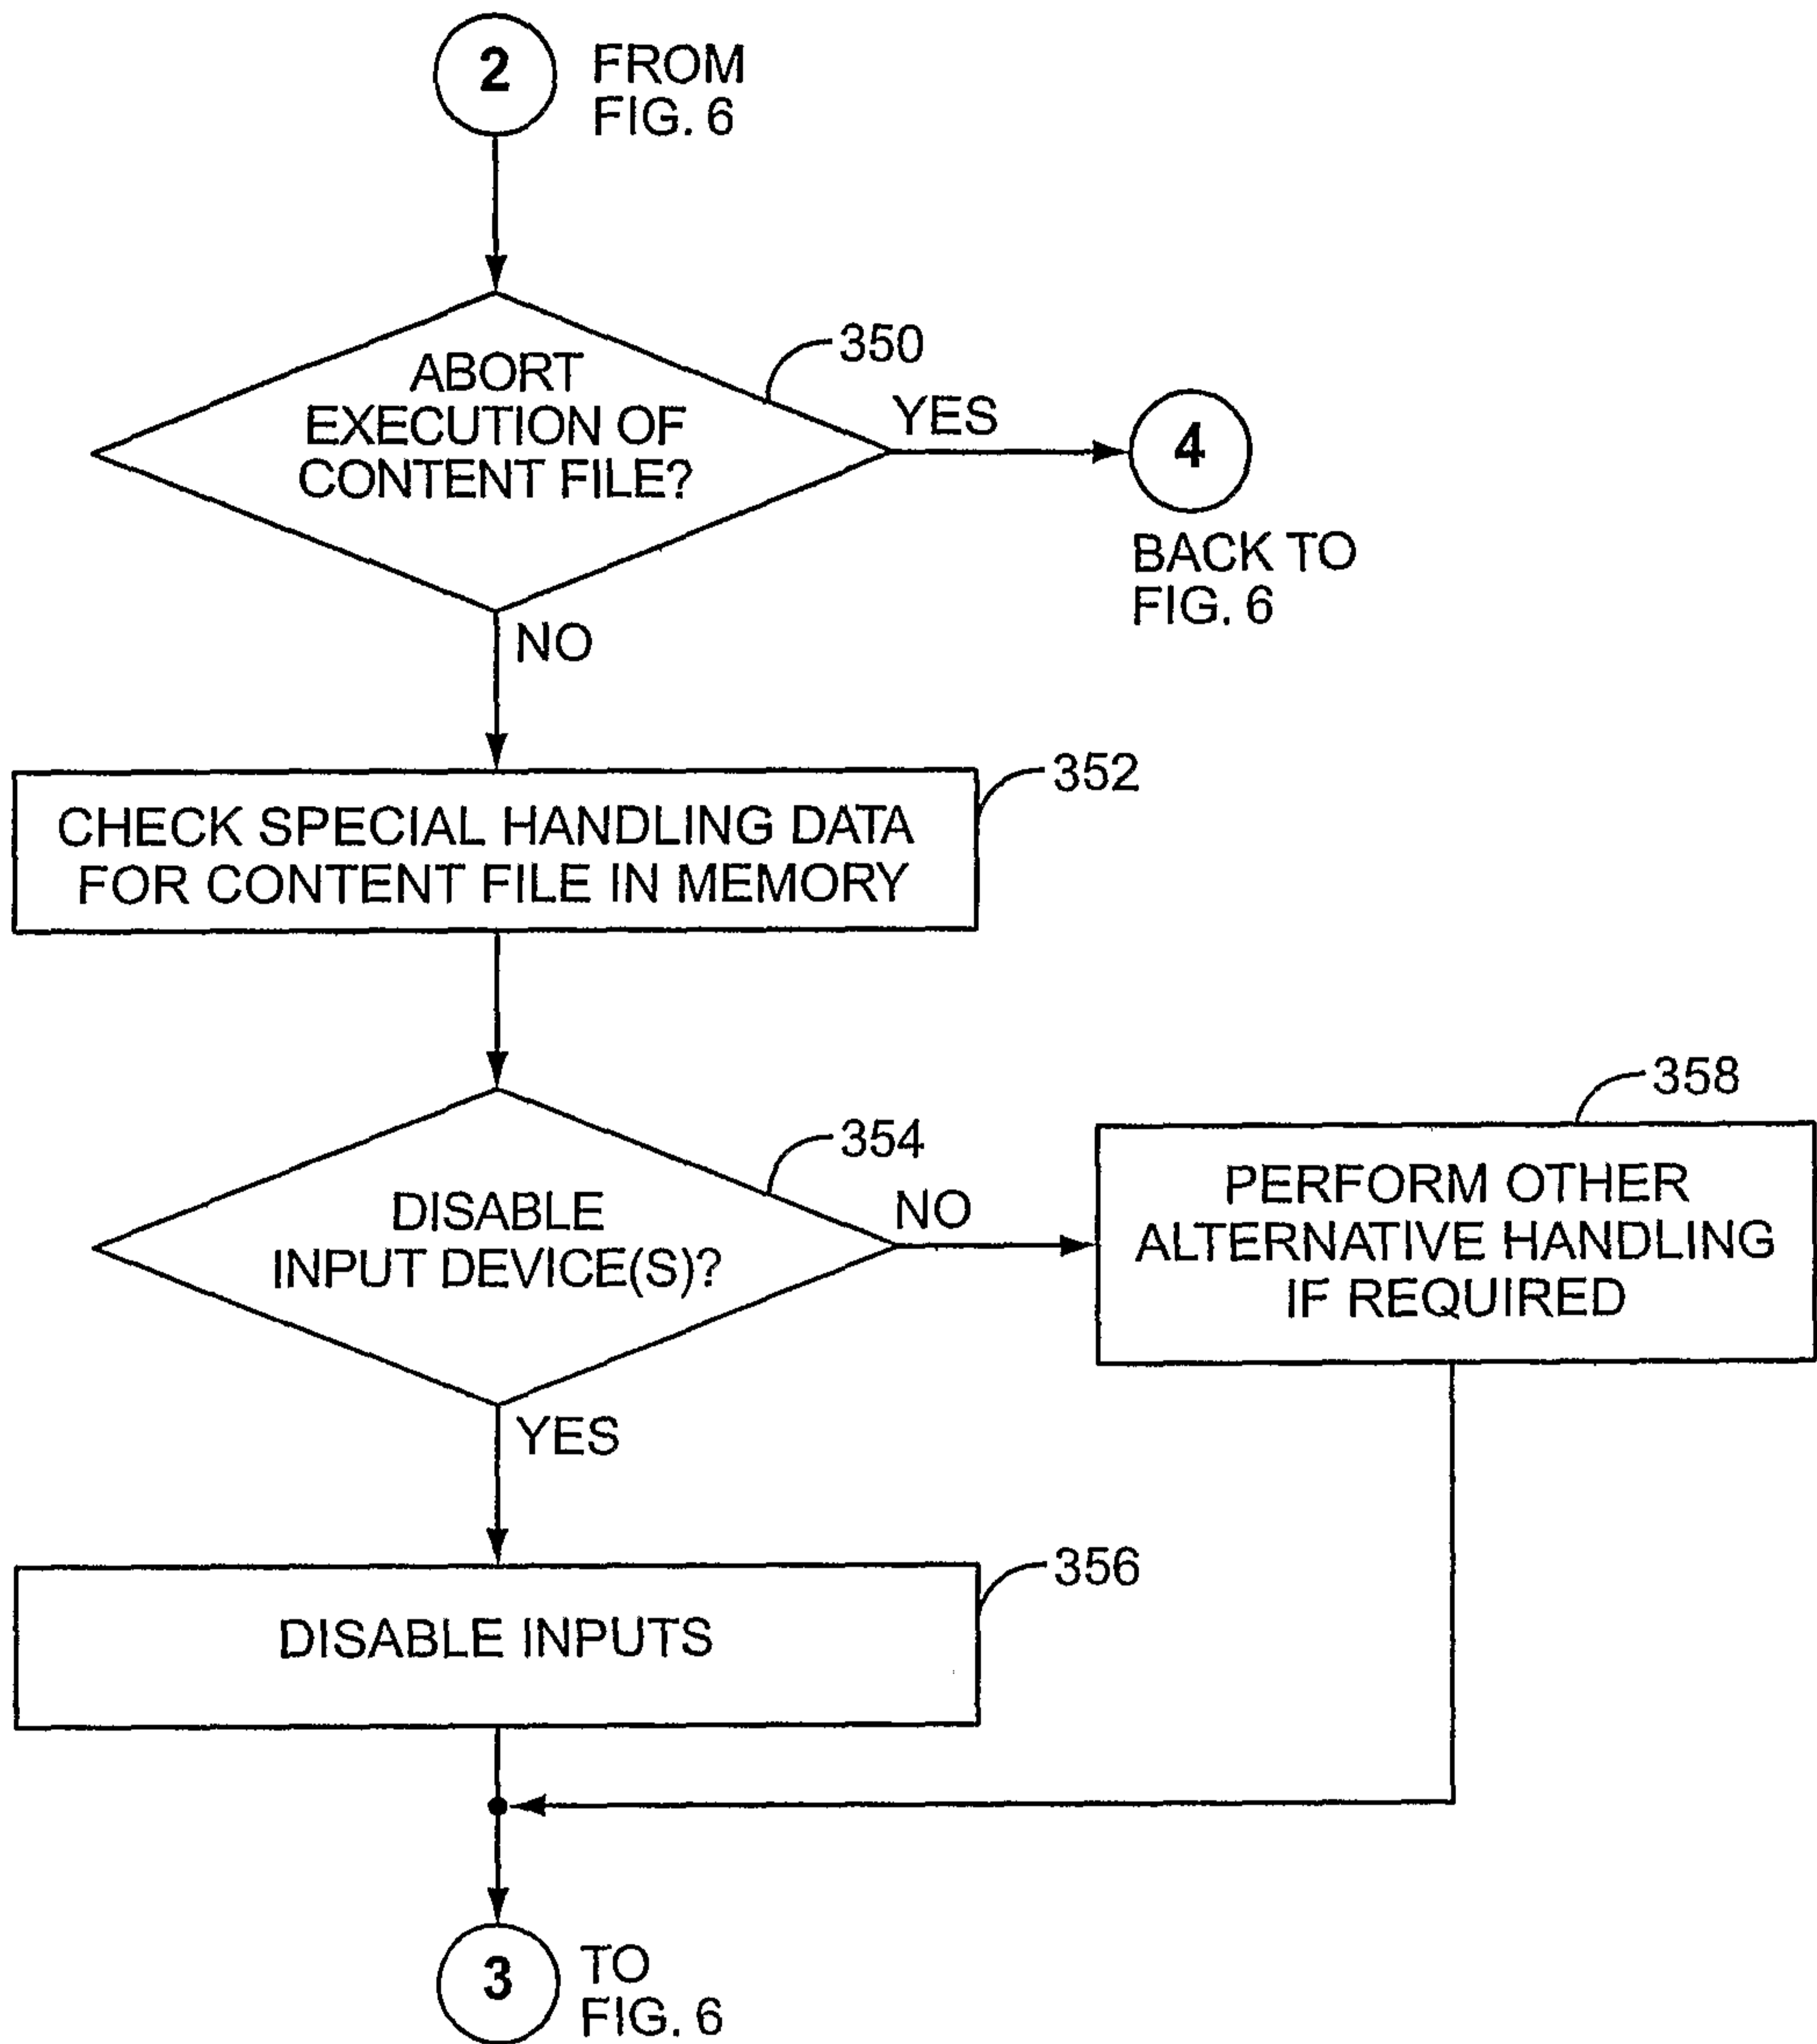 2
FROM
FIG. 6
ABORT
EXECUTION OF
CONTENT FILE?
350
YES
4
BACK TO
FIG. 6
NO
352
CHECK SPECIAL HANDLING DATA
FOR CONTENT FILE IN MEMORY
354
DISABLE
INPUT DEVICE(S)?
NO
358
PERFORM OTHER
ALTERNATIVE HANDLING
IF REQUIRED
YES
356
DISABLE INPUTS
3
TO
FIG. 6